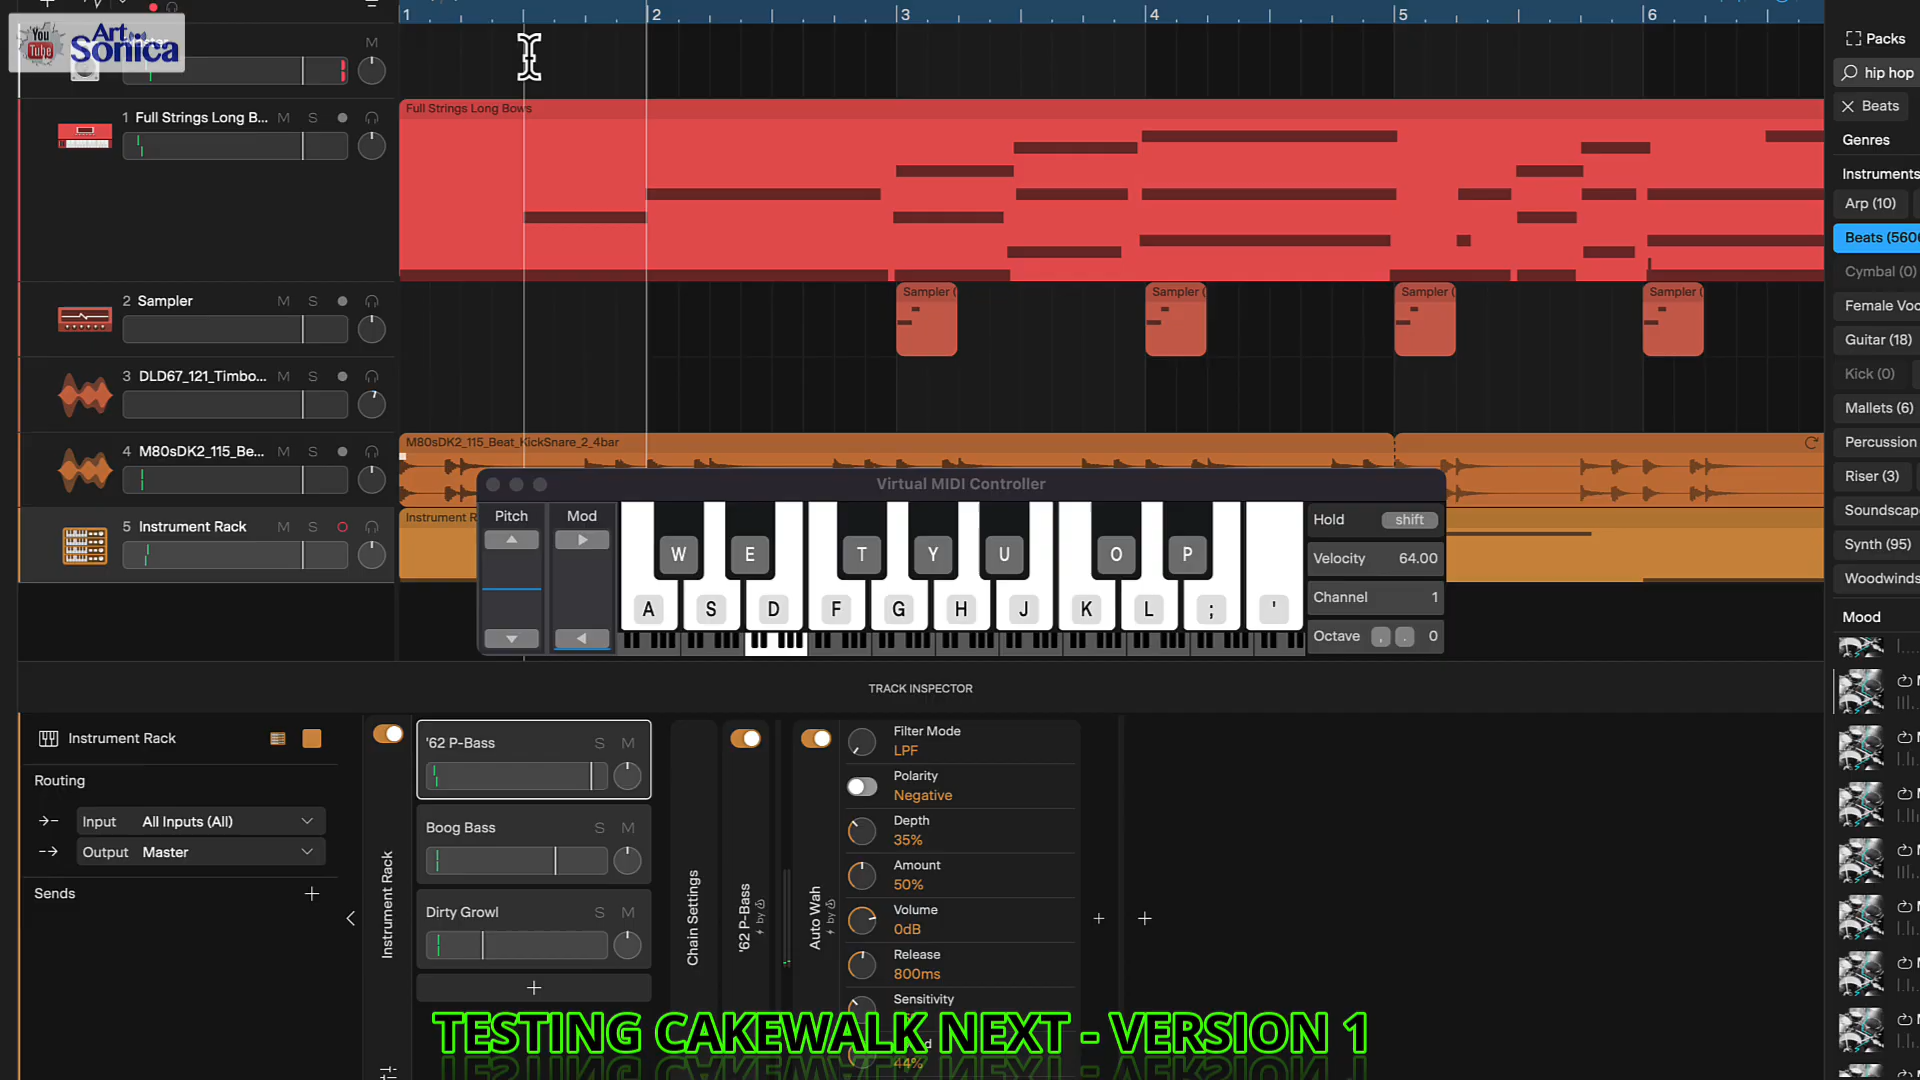 You
Tube
Art
Sonica
M
1 Full Strings Long B... M S
2 Sampler M S
3 DLD67_121_Timbo... M S
4 M80sDK2_115_Be... M S
5 Instrument Rack M S
1 2 3 4 5 6
Full Strings Long Bows
Sampler ( Sampler ( Sampler ( Sampler (
M80sDK2_115_Beat_KickSnare_2_4bar
Instrument R
Virtual MIDI Controller
Pitch Mod
W E T Y U O P
A S D F G H J K L ; '
Hold shift
Velocity 64.00
Channel 1
Octave , . 0
Packs
hip hop
Beats
Genres
Instruments
Arp (10)
Beats (560
Cymbal (0)
Female Voc
Guitar (18)
Kick (0)
Mallets (6)
Percussion
Riser (3)
Soundscap
Synth (95)
Woodwinds
Mood
TRACK INSPECTOR
Instrument Rack
Routing
Input All Inputs (All)
Output Master
Sends
Instrument Rack
'62 P-Bass S M
Boog Bass S M
Dirty Growl S M
Chain Settings
'62 P-Bass
by
Auto Wah
by
Filter Mode
LPF
Polarity
Negative
Depth
35%
Amount
50%
Volume
0dB
Release
800ms
Sensitivity
44%
TESTING CAKEWALK NEXT - VERSION 1